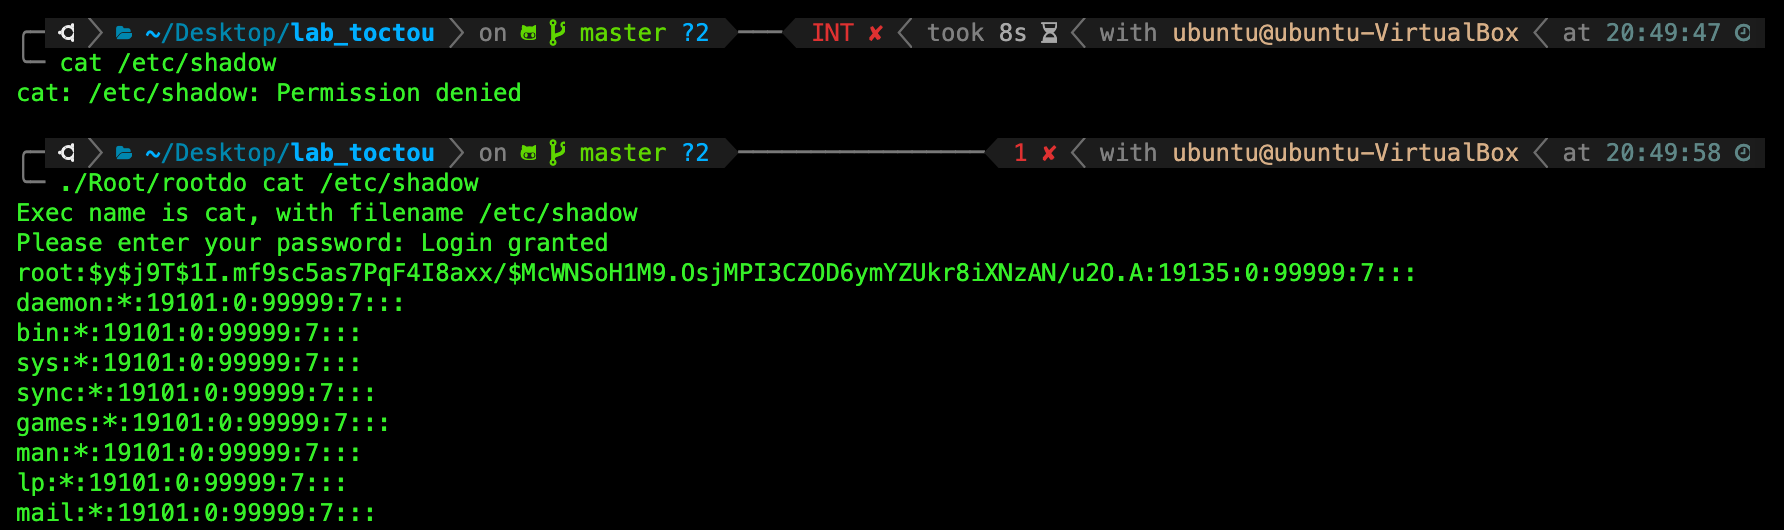 ~/Desktop/lab_toctou on master ?2 INT ✘ took 8s with ubuntu@ubuntu-VirtualBox at 20:49:47
cat /etc/shadow
cat: /etc/shadow: Permission denied
~/Desktop/lab_toctou on master ?2 1 ✘ with ubuntu@ubuntu-VirtualBox at 20:49:58
./Root/rootdo cat /etc/shadow
Exec name is cat, with filename /etc/shadow
Please enter your password: Login granted
root:$y$j9T$1I.mf9sc5as7PqF4I8axx/$McWNSoH1M9.OsjMPI3CZOD6ymYZUkr8iXNzAN/u2O.A:19135:0:99999:7:::
daemon:*:19101:0:99999:7:::
bin:*:19101:0:99999:7:::
sys:*:19101:0:99999:7:::
sync:*:19101:0:99999:7:::
games:*:19101:0:99999:7:::
man:*:19101:0:99999:7:::
lp:*:19101:0:99999:7:::
mail:*:19101:0:99999:7:::